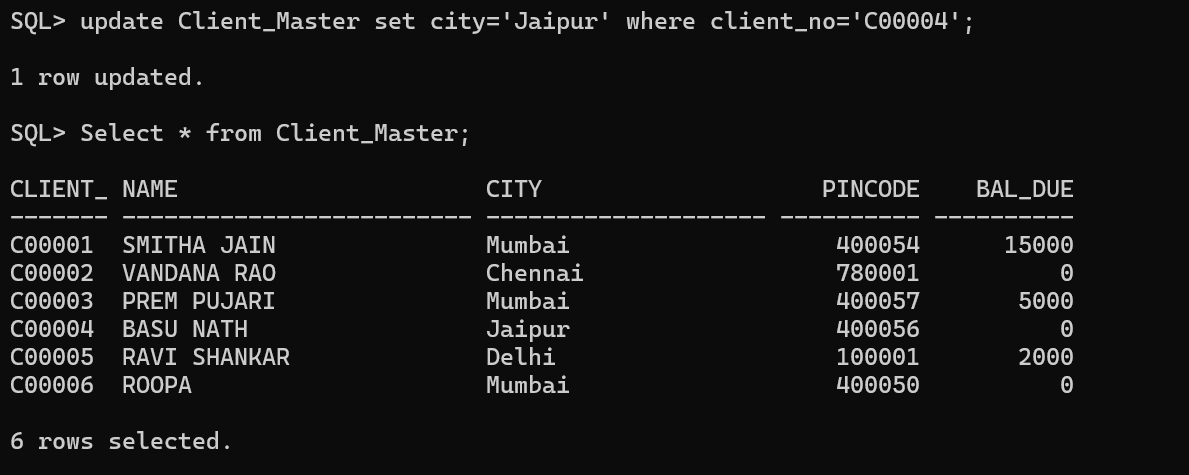 SQL> update Client_Master set city='Jaipur' where client_no='C00004';
1 row updated.
SQL> Select * from Client_Master;
CLIENT_ NAME                      CITY                    PINCODE    BAL_DUE
------- ------------------------- -------------------- ---------- ----------
C00001  SMITHA JAIN               Mumbai                   400054      15000
C00002  VANDANA RAO               Chennai                  780001          0
C00003  PREM PUJARI               Mumbai                   400057       5000
C00004  BASU NATH                 Jaipur                   400056          0
C00005  RAVI SHANKAR              Delhi                    100001       2000
C00006  ROOPA                     Mumbai                   400050          0
6 rows selected.